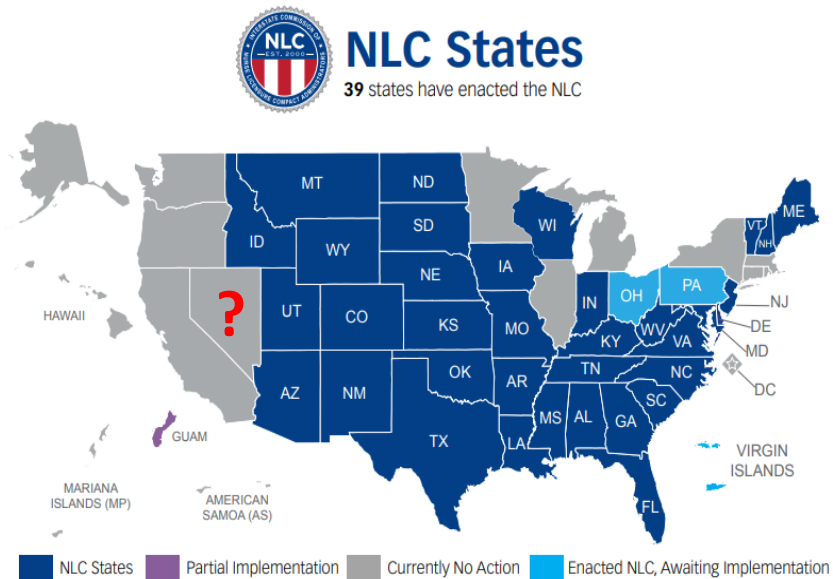 INTERSTATE COMMISSION OF
NURSE LICENSURE COMPACT ADMINISTRATORS
NLC
EST. 2000
NLC States
39 states have enacted the NLC
MT
ND
ME
VT
NH
ID
SD
WI
WY
NE
IA
PA
OH
IN
NJ
?
UT
CO
KS
MO
WV
VA
DE
KY
MD
HAWAII
AZ
NM
OK
AR
TN
NC
DC
SC
MS
AL
GA
TX
LA
FL
GUAM
VIRGIN
ISLANDS
MARIANA
ISLANDS (MP)
AMERICAN
SAMOA (AS)
NLC States
Partial Implementation
Currently No Action
Enacted NLC, Awaiting Implementation